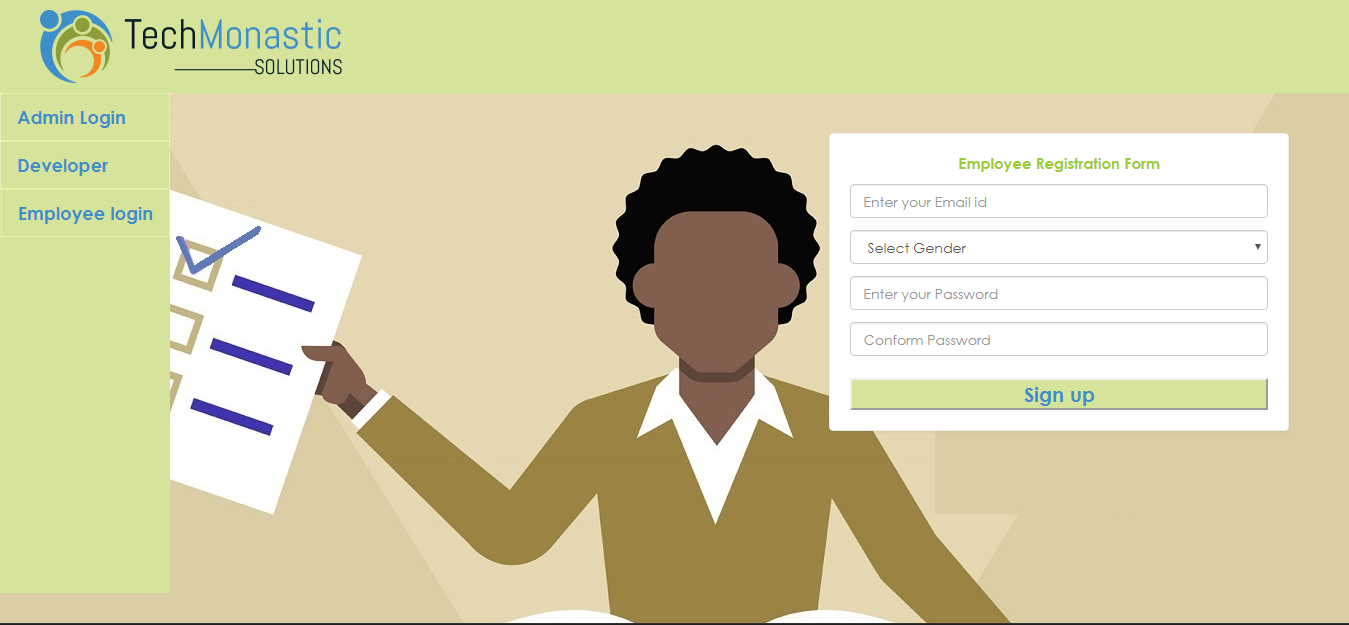 TechMonastic
SOLUTIONS
Admin Login
Developer
Employee login
Employee Registration Form
Enter your Email id
Select Gender
Enter your Password
Conform Password
Sign up